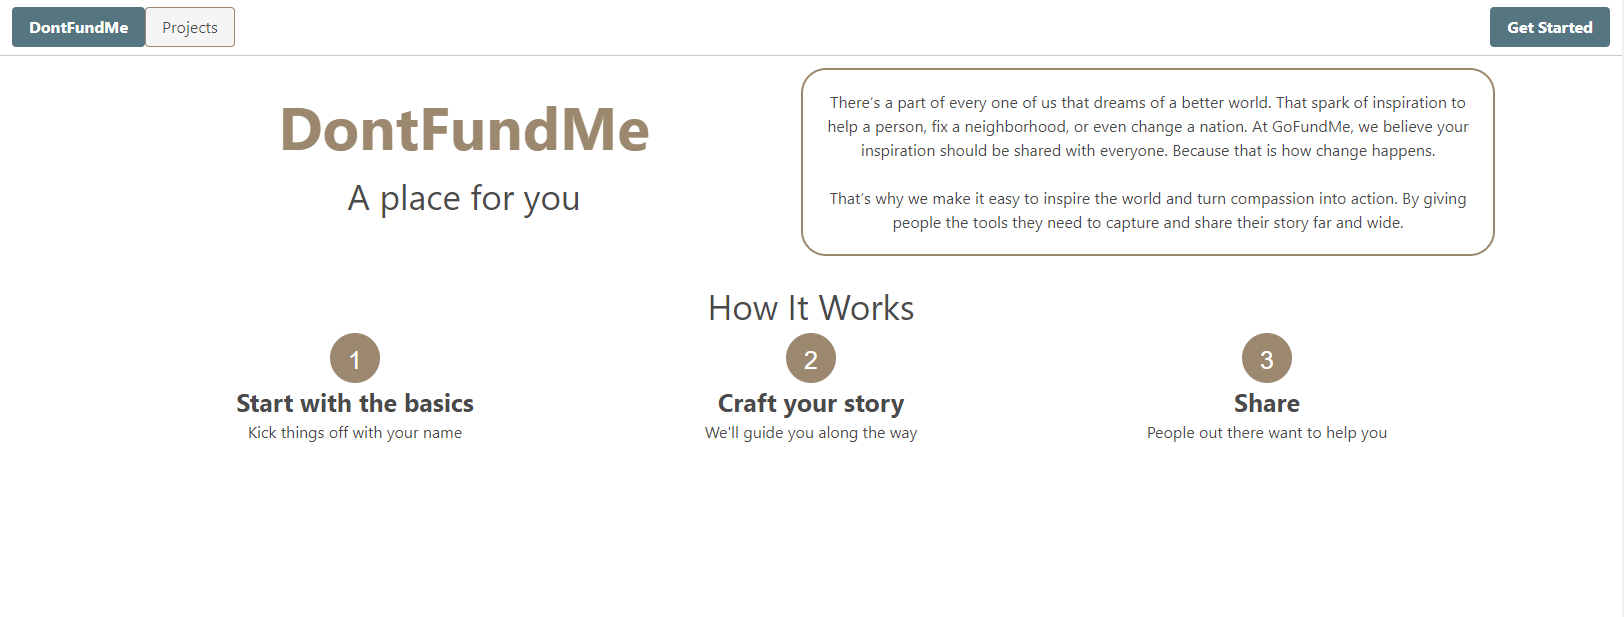 DontFundMe
Projects
Get Started
DontFundMe
A place for you
There’s a part of every one of us that dreams of a better world. That spark of inspiration to
help a person, fix a neighborhood, or even change a nation. At GoFundMe, we believe your
inspiration should be shared with everyone. Because that is how change happens.
That’s why we make it easy to inspire the world and turn compassion into action. By giving
people the tools they need to capture and share their story far and wide.
How It Works
1
Start with the basics
Kick things off with your name
2
Craft your story
We'll guide you along the way
3
Share
People out there want to help you